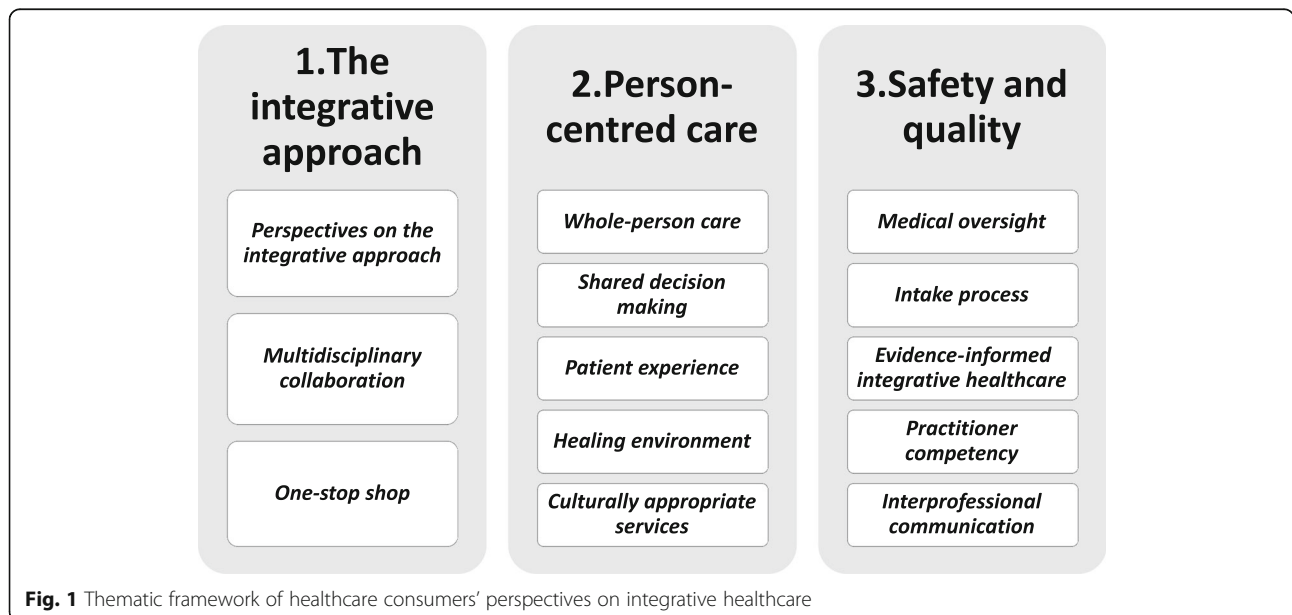 1.The
integrative
approach
Perspectives on the
integrative approach
Multidisciplinary
collaboration
One-stop shop
2.Person-
centred care
Whole-person care
Shared decision
making
Patient experience
Healing environment
Culturally appropriate
services
3.Safety and
quality
Medical oversight
Intake process
Evidence-informed
integrative healthcare
Practitioner
competency
Interprofessional
communication
Fig. 1 Thematic framework of healthcare consumers’ perspectives on integrative healthcare